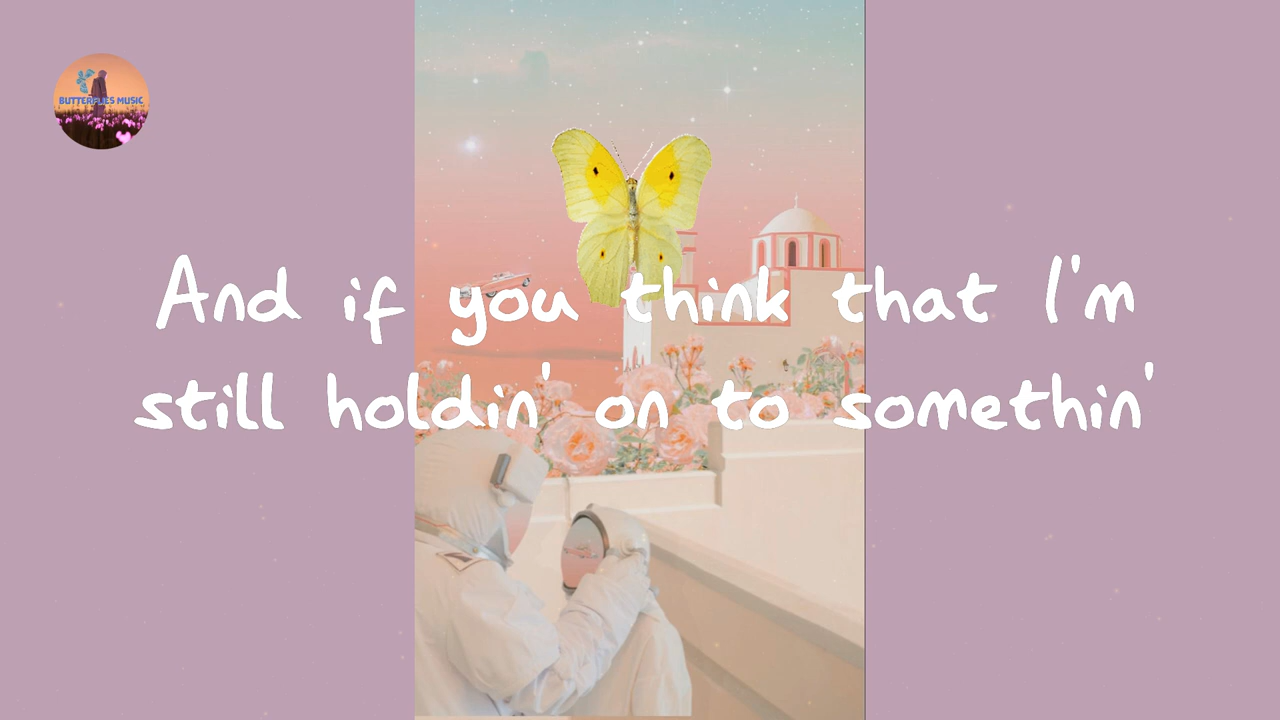 BUTTERFLIES MUSIC
And if you think that I'm
still holdin' on to somethin'